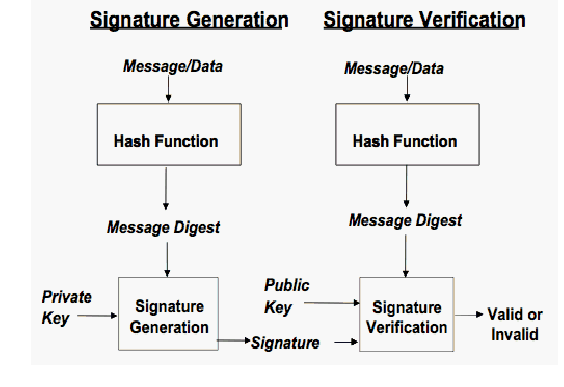 Signature Generation
Message/Data
Hash Function
Message Digest
Private
Key
Signature
Generation
Signature Verification
Message/Data
Hash Function
Message Digest
Public
Key
Signature
Signature
Verification
Valid or
Invalid